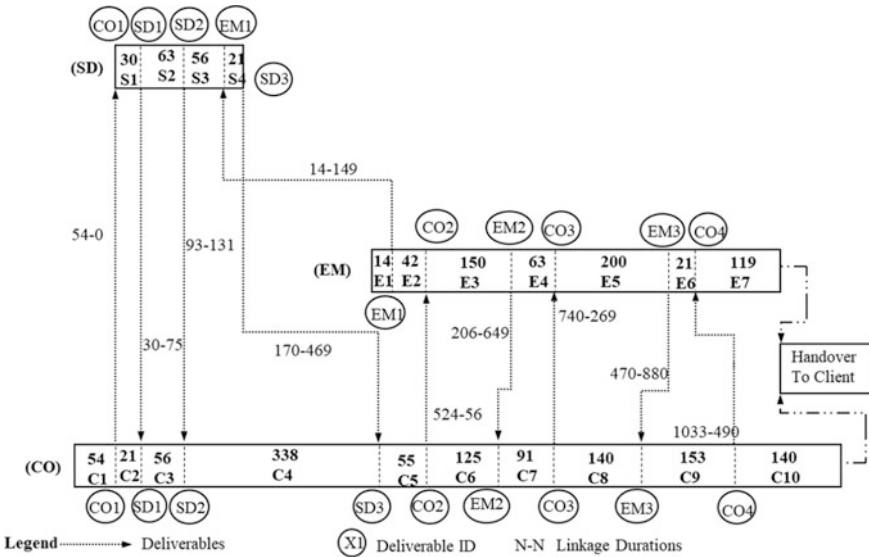 CO1 SD1 SD2 EM1
(SD) 30 63 56 21
S1 S2 S3 S4 SD3
14-149
54-0
93-131
CO2 EM2 CO3 EM3 CO4
(EM) 14 42 150 63 200 21 119
E1 E2 E3 E4 E5 E6 E7
EM1
30-75
170-469
206-649
740-269
470-880
Handover
To Client
524-56
1033-490
(CO) 54 21 56 338 55 125 91 140 153 140
C1 C2 C3 C4 C5 C6 C7 C8 C9 C10
CO1 SD1 SD2 SD3 CO2 EM2 CO3 EM3 CO4
Legend Deliverables X1 Deliverable ID N-N Linkage Durations